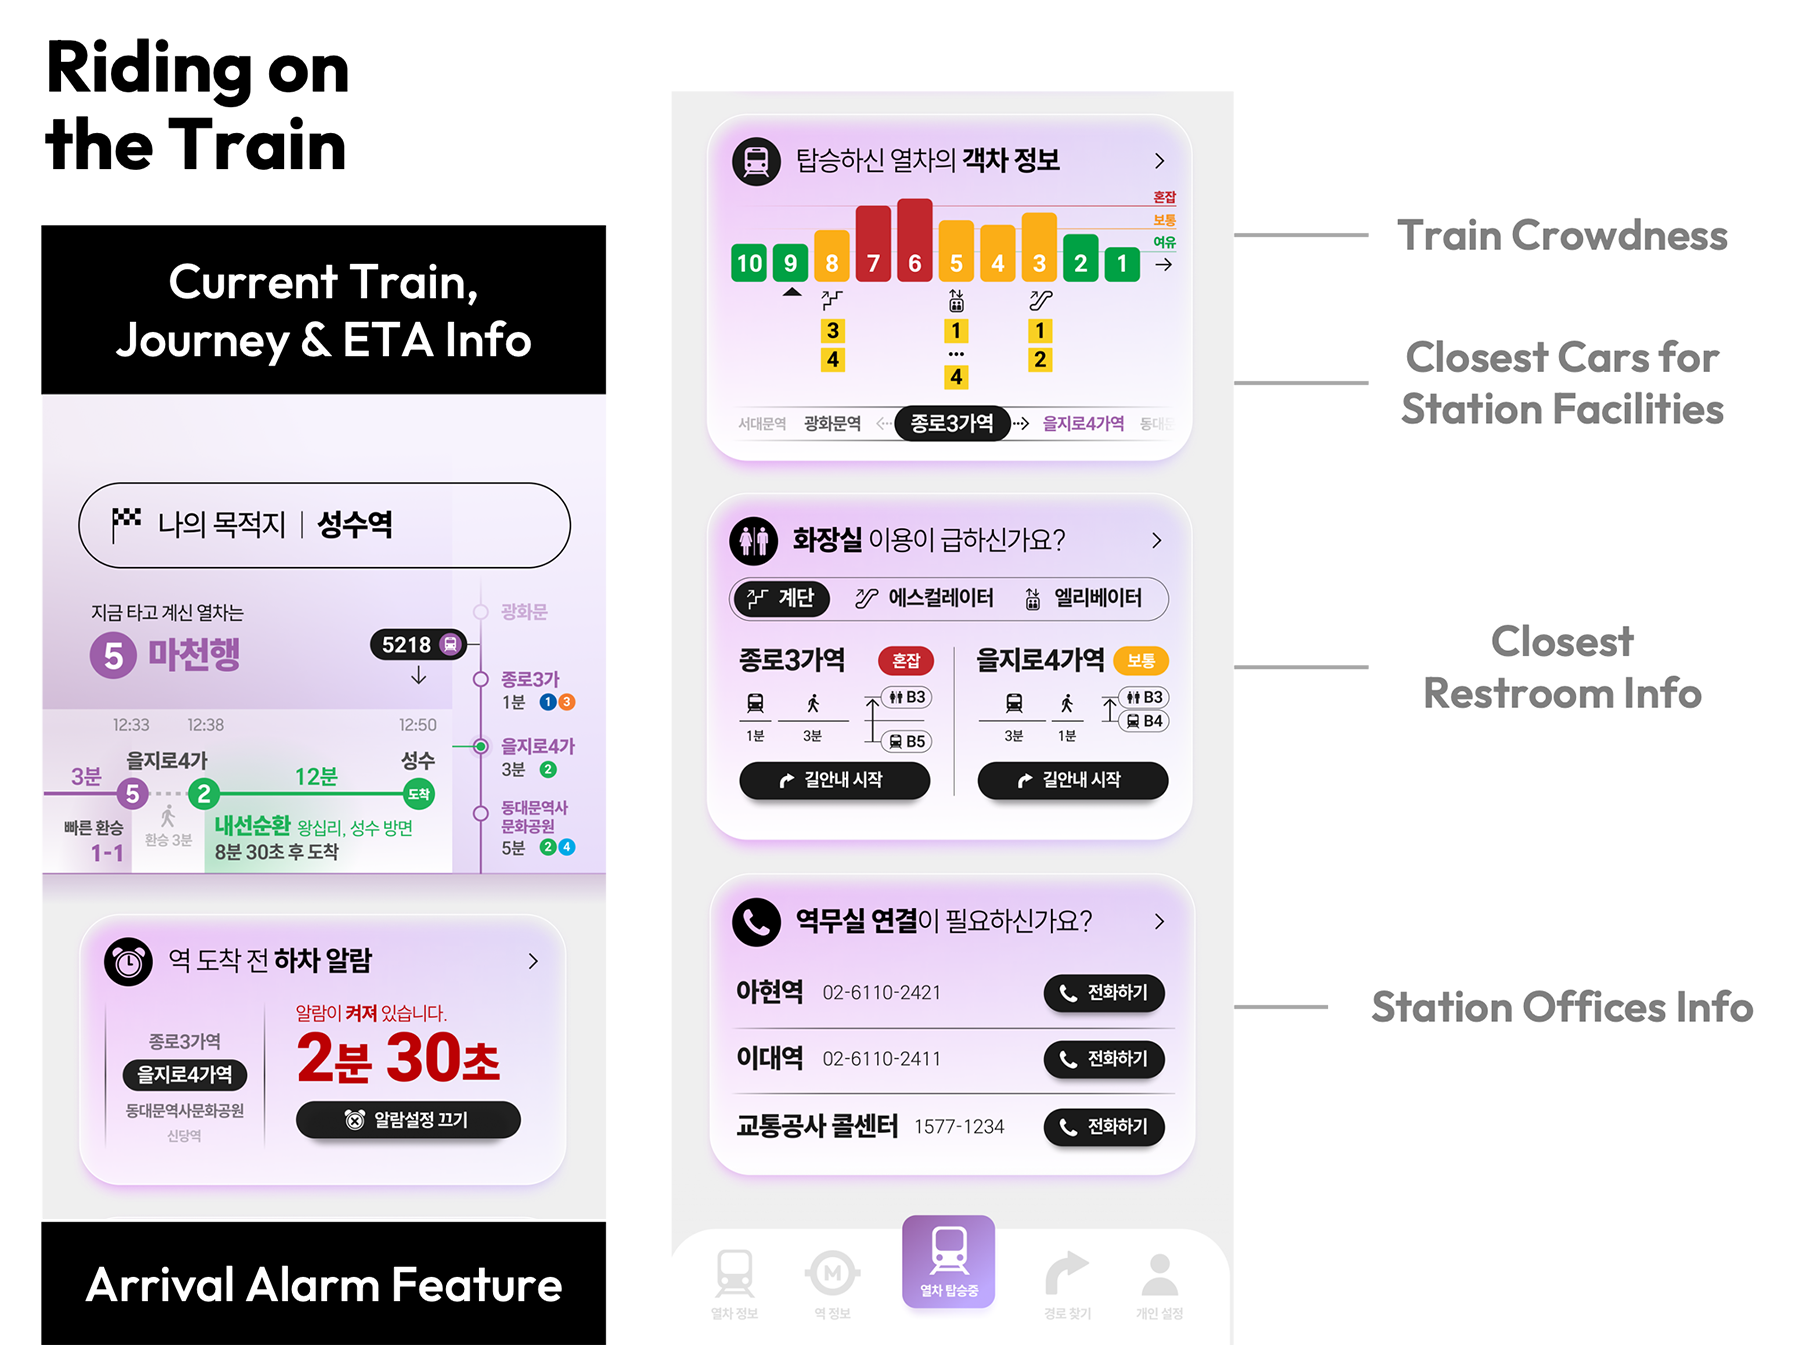 Riding on
the Train
Current Train,
Journey & ETA Info
나의 목적지 | 성수역
지금 타고 계신 열차는
5 마천행
5218
광화문
종로3가
1분 1 3
을지로4가
3분 2
동대문역사
문화공원
5분 2 4
12:33 12:38 12:50
을지로4가 성수
3분 5 2 12분 도착
빠른 환승
1-1
환승 3분
내선순환 왕십리, 성수 방면
8분 30초 후 도착
역 도착 전 하차 알람
종로3가역
을지로4가역
동대문역사문화공원
신당역
알람이 켜져 있습니다.
2분 30초
알람설정 끄기
Arrival Alarm Feature
탑승하신 열차의 객차 정보
혼잡
보통
여유
10 9 8 7 6 5 4 3 2 1
3 1 1
4 ... 2
4
서대문역 광화문역 종로3가역 을지로4가역
화장실 이용이 급하신가요?
계단 에스컬레이터 엘리베이터
종로3가역 혼잡
1분 3분
B3
B5
길안내 시작
을지로4가역 보통
3분 1분
B3
B4
길안내 시작
역무실 연결이 필요하신가요?
아현역 02-6110-2421 전화하기
이대역 02-6110-2411 전화하기
교통공사 콜센터 1577-1234 전화하기
열차 정보
M 역 정보
열차 탑승중
경로 찾기
개인 설정
Train Crowdness
Closest Cars for
Station Facilities
Closest
Restroom Info
Station Offices Info